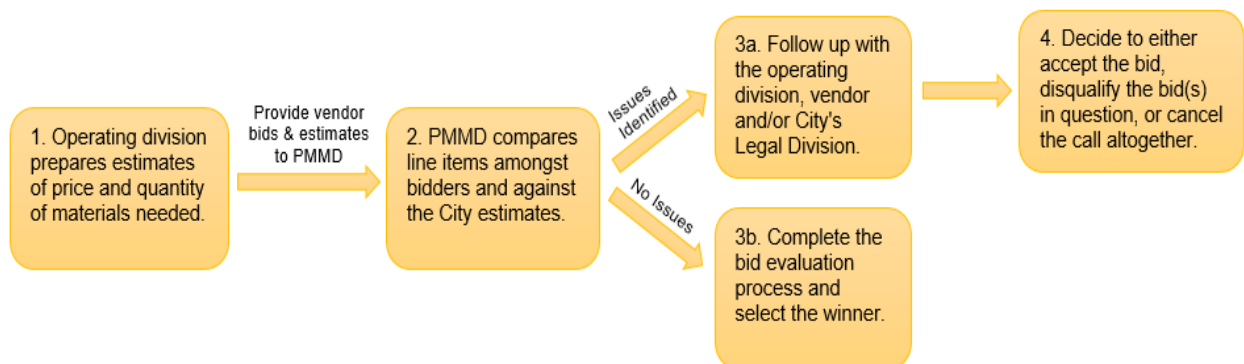 1. Operating division
prepares estimates
of price and quantity
of materials needed.
Provide vendor
bids & estimates
to PMMD
2. PMMD compares
line items amongst
bidders and against
the City estimates.
Issues
Identified
3a. Follow up with
the operating
division, vendor
and/or City's
Legal Division.
No Issues
3b. Complete the
bid evaluation
process and
select the winner.
4. Decide to either
accept the bid,
disqualify the bid(s)
in question, or cancel
the call altogether.